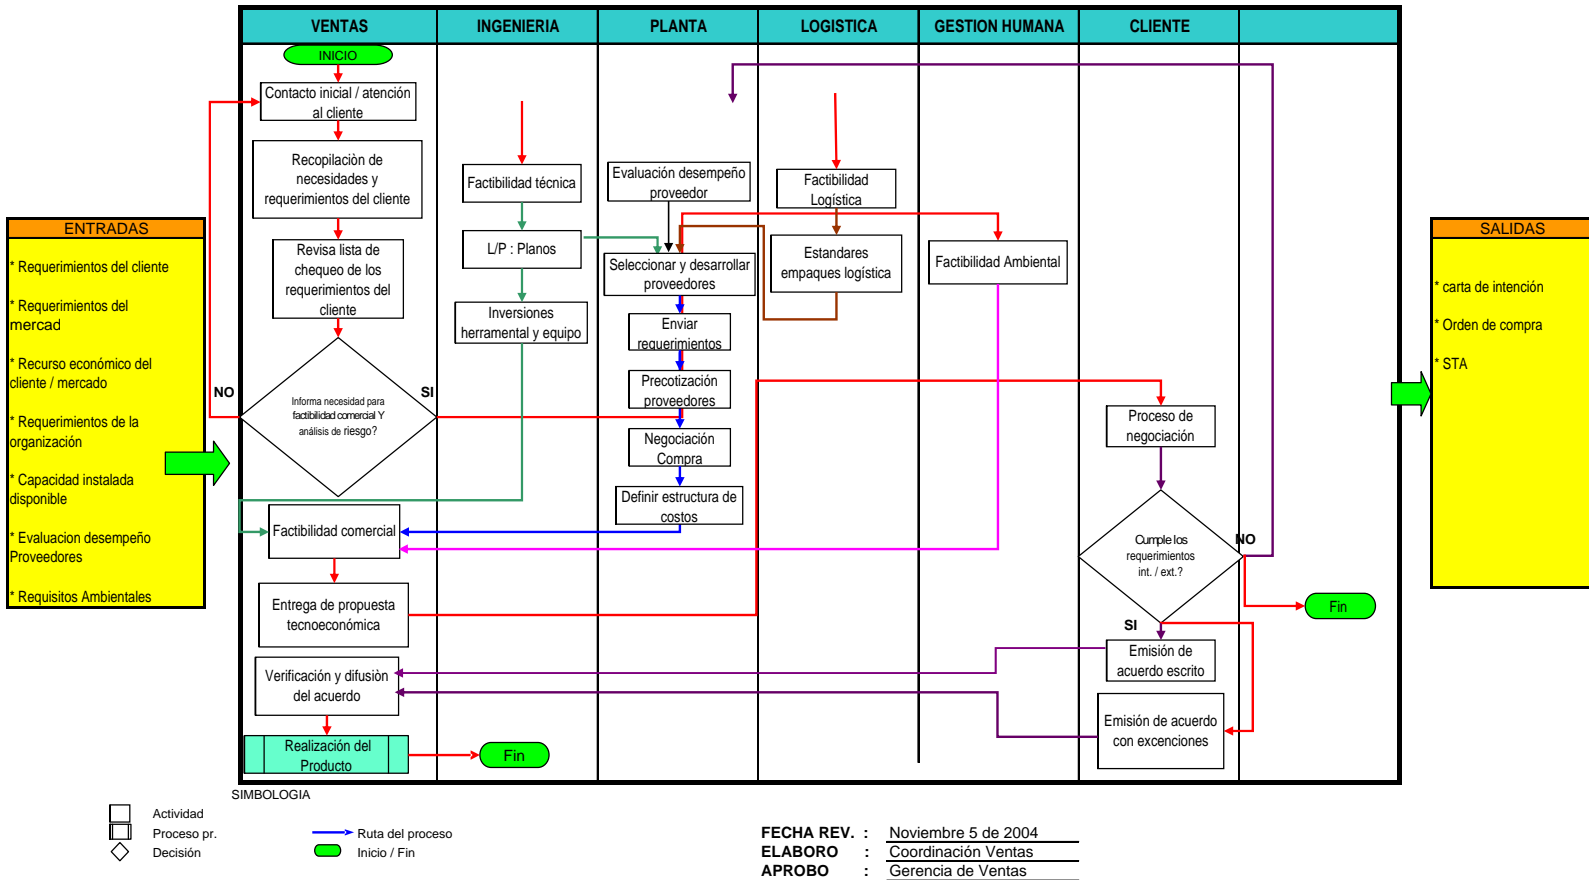 VENTAS
INGENIERIA
PLANTA
LOGISTICA
GESTION HUMANA
CLIENTE
INICIO
Contacto inicial / atención
al cliente
Recopilaciòn de
necesidades y
requerimientos del cliente
Revisa lista de
chequeo de los
requerimientos del
cliente
NO
SI
Informa necesidad para
factibilidad comercial Y
análisis de riesgo?
Factibilidad comercial
Entrega de propuesta
tecnoeconómica
Verificación y difusiòn
del acuerdo
Realización del
Producto
Fin
Factibilidad técnica
L/P : Planos
Inversiones
herramental y equipo
Evaluación desempeño
proveedor
Seleccionar y desarrollar
proveedores
Enviar
requerimientos
Precotización
proveedores
Negociación
Compra
Definir estructura de
costos
Factibilidad
Logística
Estandares
empaques logística
Factibilidad Ambiental
Proceso de
negociación
Cumple los
requerimientos
int. / ext.?
NO
SI
Fin
Emisión de
acuerdo escrito
Emisión de acuerdo
con excenciones
ENTRADAS
* Requerimientos del cliente
* Requerimientos del
mercad
* Recurso económico del
cliente / mercado
* Requerimientos de la
organización
* Capacidad instalada
disponible
* Evaluacion desempeño
Proveedores
* Requisitos Ambientales
SALIDAS
* carta de intención
* Orden de compra
* STA
SIMBOLOGIA
Actividad
Proceso pr.
Decisión
Ruta del proceso
Inicio / Fin
FECHA REV. : Noviembre 5 de 2004
ELABORO : Coordinación Ventas
APROBO : Gerencia de Ventas